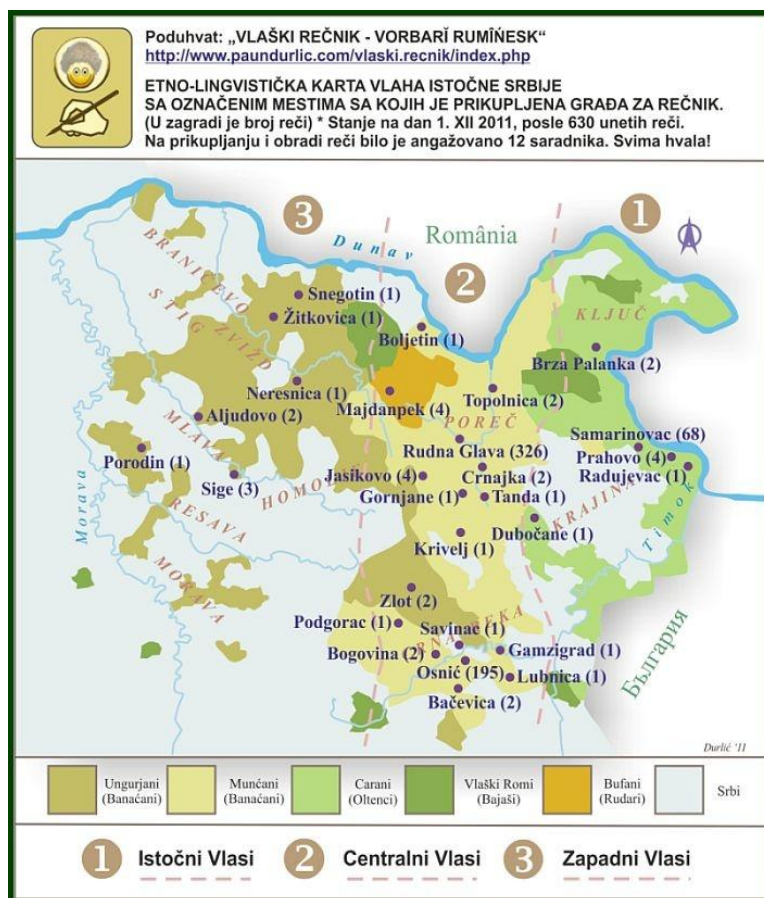 Poduhvat: „VLAŠKI REČNIK - VORBARĬ RUMÎŃESK“
http://www.paundurlic.com/vlaski.recnik/index.php
ETNO-LINGVISTIČKA KARTA VLAHA ISTOČNE SRBIJE
SA OZNAČENIM MESTIMA SA KOJIH JE PRIKUPLJENA GRAĐA ZA REČNIK.
(U zagradi je broj reči) * Stanje na dan 1. XII 2011, posle 630 unetih reči.
Na prikupljanju i obradi reči bilo je angažovano 12 saradnika. Svima hvala!
3
1
Dunav
România
2
BRANIČEVO
STIG
ZVIŽD
Snegotin (1)
Žitkovica (1)
Boljetin (1)
KLJUČ
Brza Palanka (2)
Neresnica (1)
Majdanpek (4)
Topolnica (2)
Aljudovo (2)
MLAVA
POREČ
Rudna Glava (326)
Samarinovac (68)
Porodin (1)
Prahovo (4)
Sige (3)
HOMOLJE
Jasikovo (4)
Crnajka (2)
Radujevac (1)
Gornjane (1)
Tanda (1)
Morava
RESAVA
KRAJINA
Timok
Dubočane (1)
Krivelj (1)
MORAVA
Zlot (2)
Podgorac (1)
Savinac (1)
RNA REKA
Bogovina (2)
Gamzigrad (1)
Osnić (195)
Lubnica (1)
Bačevica (2)
България
Durlić '11
Ungurjani
(Banaćani)
Munćani
(Banaćani)
Carani
(Oltenci)
Vlaški Romi
(Bajaši)
Bufani
(Rudari)
Srbi
1 Istočni Vlasi
2 Centralni Vlasi
3 Zapadni Vlasi